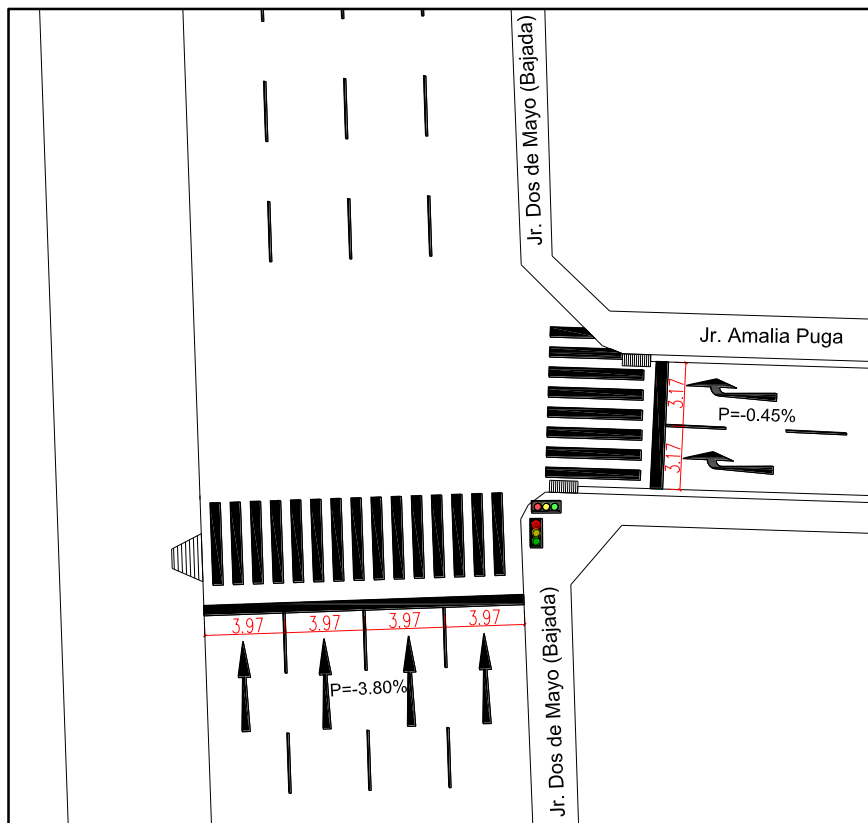 Jr. Dos de Mayo (Bajada)
Jr. Amalia Puga
3.17
P=-0.45%
3.17
3.97 3.97 3.97 3.97
P=-3.80%
Jr. Dos de Mayo (Bajada)